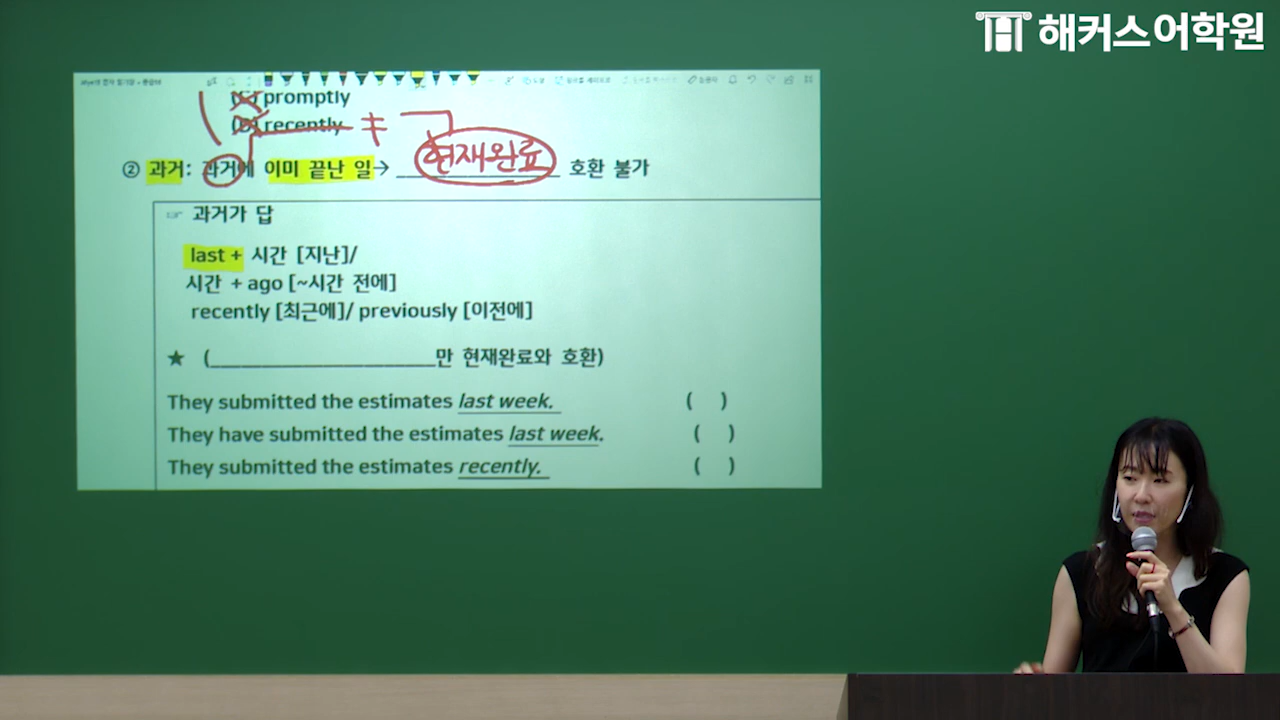 해커스어학원
promptly
recently ≠
② 과거: 과거에 이미 끝난 일→ 현재완료 호환 불가
☞ 과거가 답
last + 시간 [지난]/
시간 + ago [~시간 전에]
recently [최근에]/ previously [이전에]
★ (____________________만 현재완료와 호환)
They submitted the estimates last week. ( )
They have submitted the estimates last week. ( )
They submitted the estimates recently. ( )